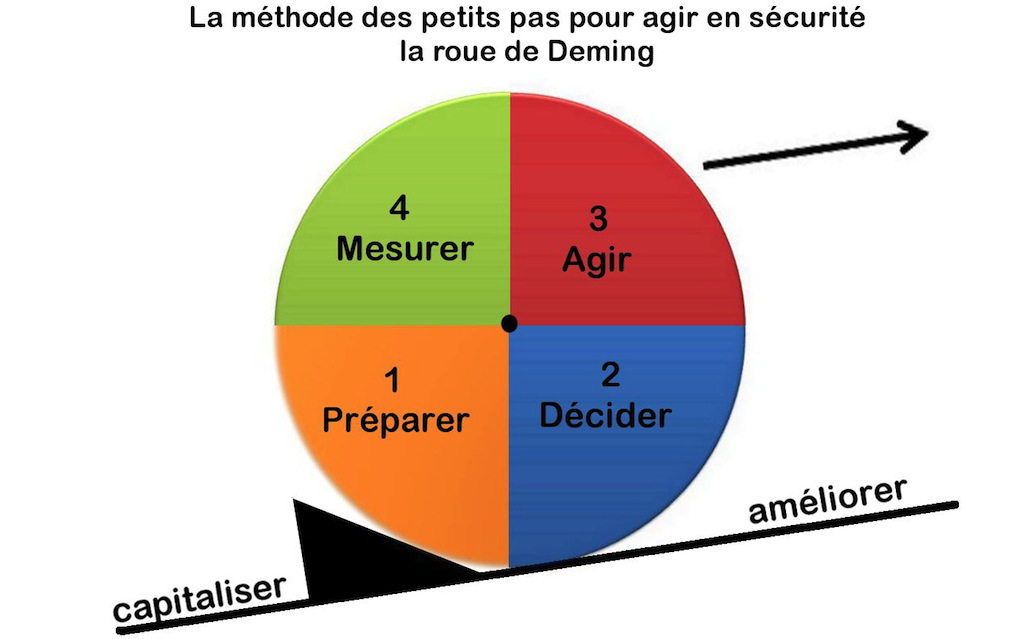 La méthode des petits pas pour agir en sécurité
la roue de Deming
4
Mesurer
3
Agir
1
Préparer
2
Décider
améliorer
capitaliser